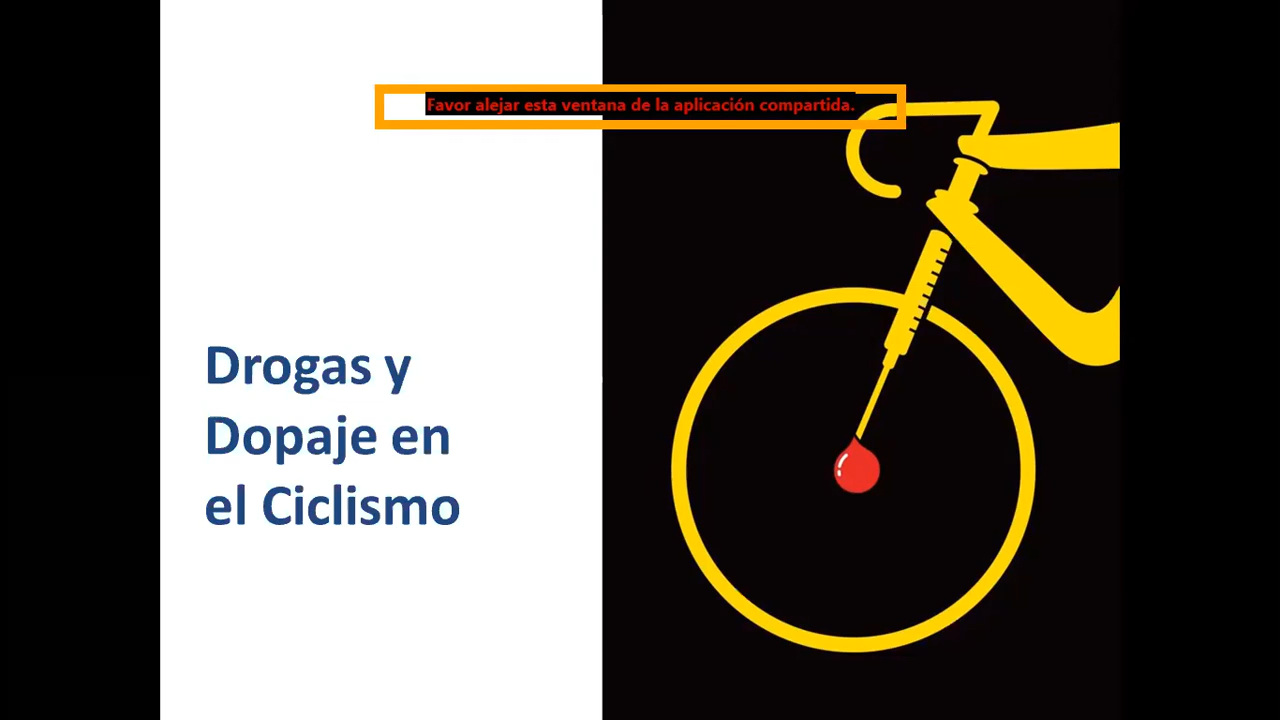 Favor alejar esta ventana de la aplicación compartida.
Drogas y
Dopaje en
el Ciclismo